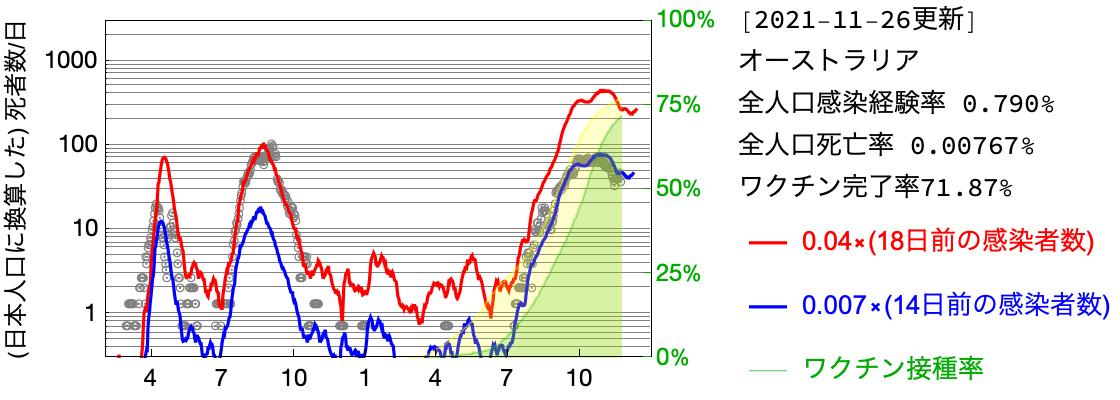 (日本人口に換算した) 死者数/日
1000
100
10
1
100%
75%
50%
25%
0%
4 7 10 1 4 7 10
[2021-11-26更新]
オーストラリア
全人口感染経験率 0.790%
全人口死亡率 0.00767%
ワクチン完了率71.87%
0.04×(18日前の感染者数)
0.007×(14日前の感染者数)
ワクチン接種率